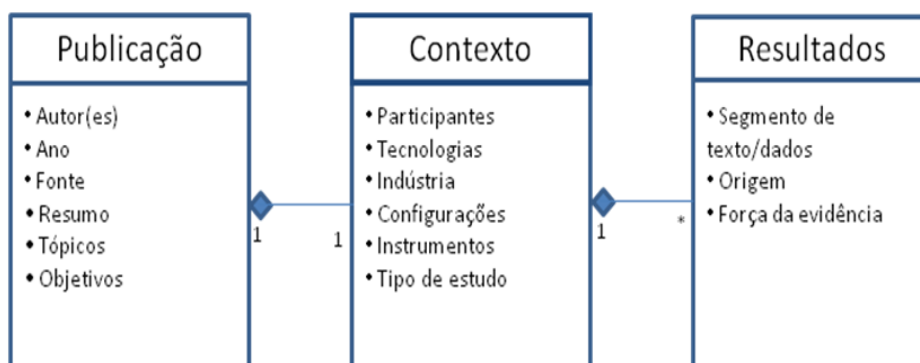 Publicação
• Autor(es)
• Ano
• Fonte
• Resumo
• Tópicos
• Objetivos
1
1
Contexto
• Participantes
• Tecnologias
• Indústria
• Configurações
• Instrumentos
• Tipo de estudo
1
*
Resultados
• Segmento de
texto/dados
• Origem
• Força da evidência